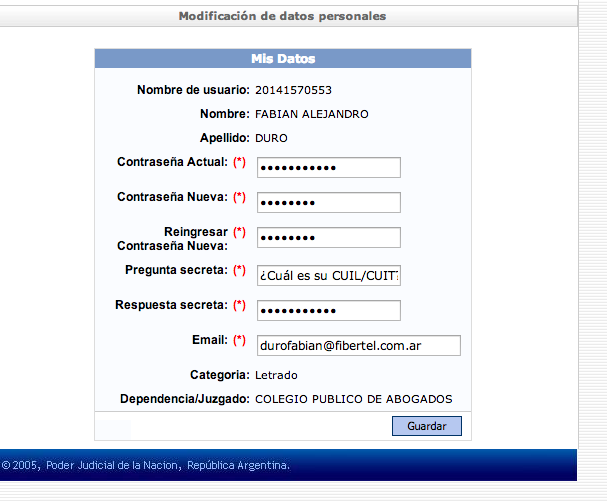 Modificación de datos personales
Mis Datos
Nombre de usuario: 20141570553
Nombre: FABIAN ALEJANDRO
Apellido: DURO
Contraseña Actual: (*) •••••••••••
Contraseña Nueva: (*) ••••••••
Reingresar (*) ••••••••
Contraseña Nueva:
Pregunta secreta: (*) ¿Cuál es su CUIL/CUIT?
Respuesta secreta: (*) •••••••••••
Email: (*) durofabian@fibertel.com.ar
Categoria: Letrado
Dependencia/Juzgado: COLEGIO PUBLICO DE ABOGADOS
Guardar
© 2005, Poder Judicial de la Nacion, República Argentina.